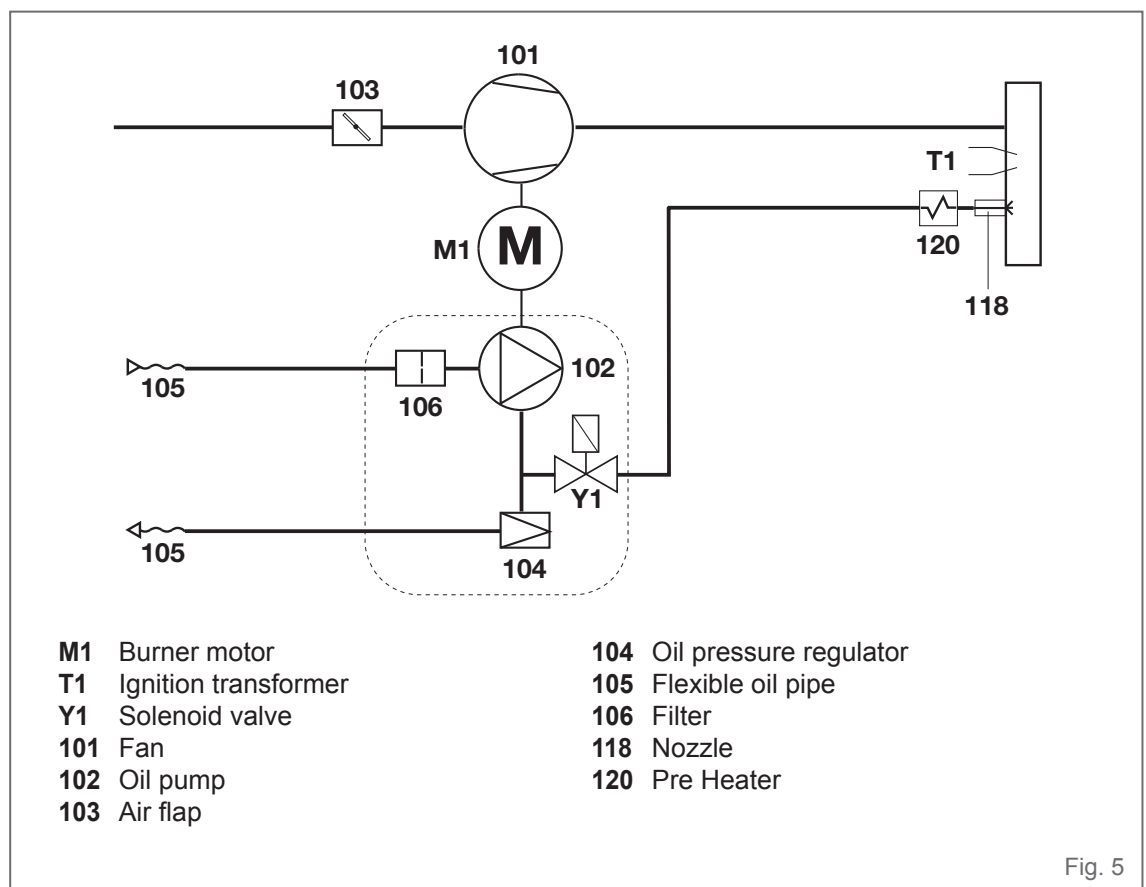 101
103
T1
M1
M
120
118
102
105
106
Y1
105
104
M1 Burner motor
T1 Ignition transformer
Y1 Solenoid valve
101 Fan
102 Oil pump
103 Air flap
104 Oil pressure regulator
105 Flexible oil pipe
106 Filter
118 Nozzle
120 Pre Heater
Fig. 5